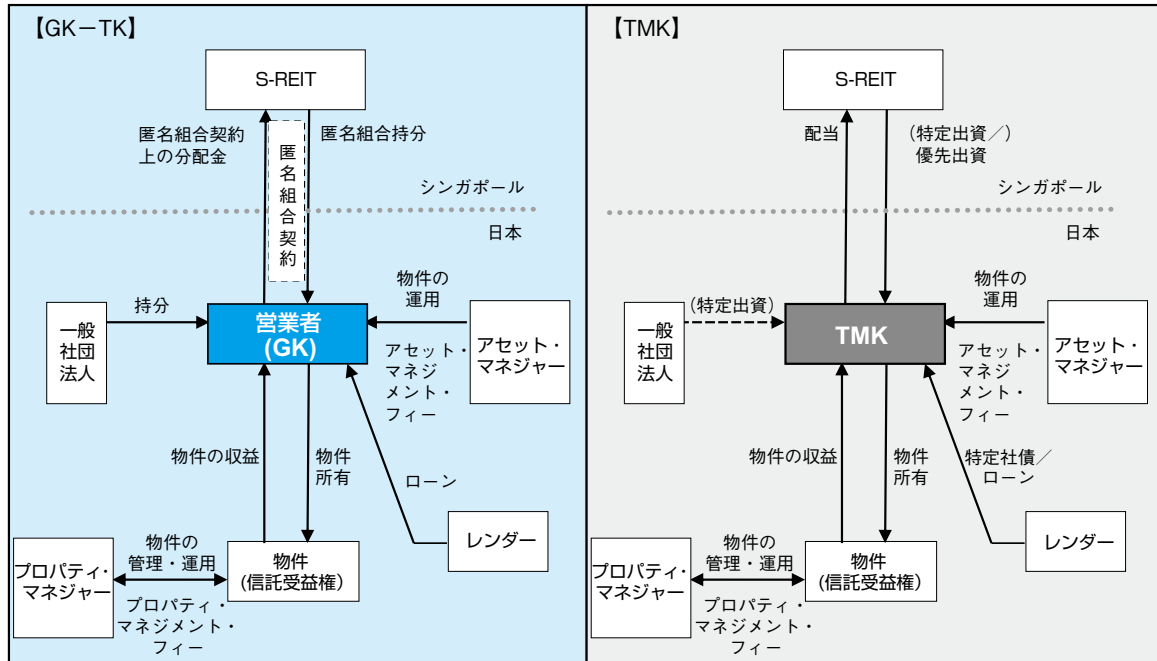 【GK－TK】
S-REIT
匿名組合契約
上の分配金
匿名組合契約
匿名組合持分
シンガポール
日本
一般
社団
法人
持分
営業者
(GK)
物件の
運用
アセット・
マネジ
メント・
フィー
アセット・
マネジャー
物件の収益
物件
所有
ローン
レンダー
プロパティ・
マネジャー
物件の
管理・運用
プロパティ・
マネジメント・
フィー
物件
(信託受益権)
【TMK】
S-REIT
配当
(特定出資／)
優先出資
シンガポール
日本
一般
社団
法人
(特定出資)
TMK
物件の
運用
アセット・
マネジ
メント・
フィー
アセット・
マネジャー
物件の収益
物件
所有
特定社債／
ローン
レンダー
プロパティ・
マネジャー
物件の
管理・運用
プロパティ・
マネジメント・
フィー
物件
(信託受益権)